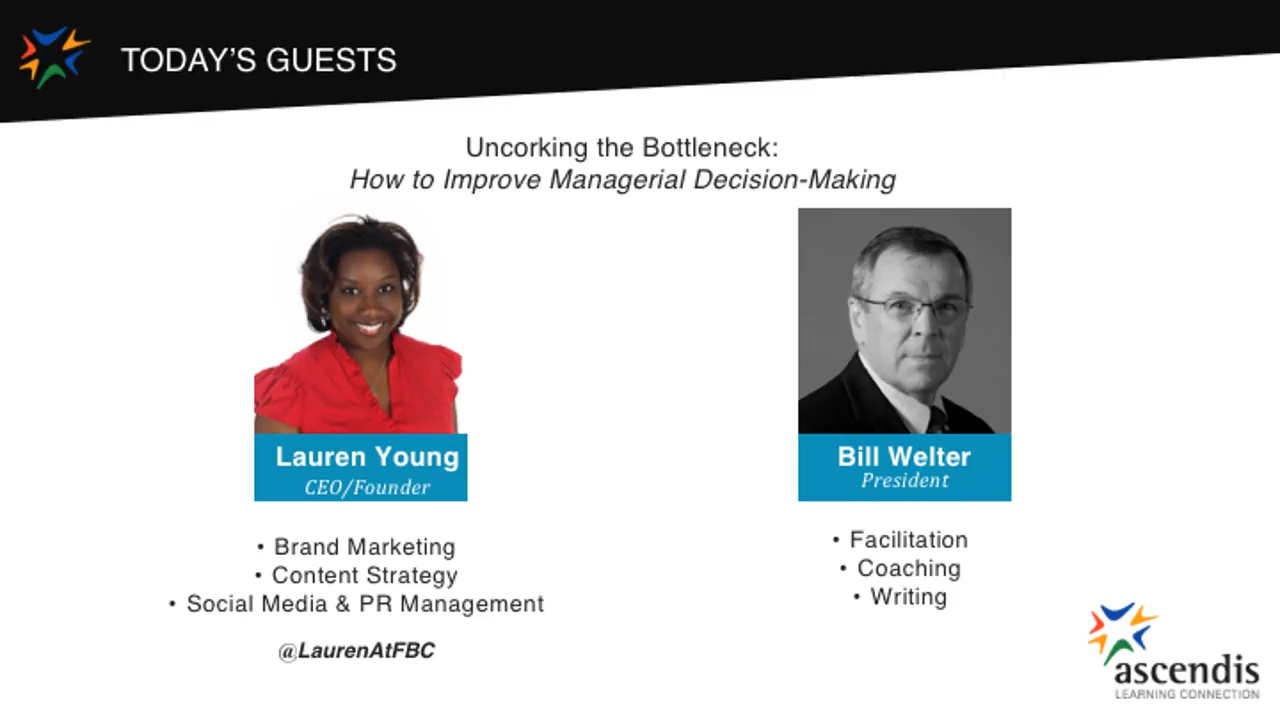 TODAY'S GUESTS
Uncorking the Bottleneck:
How to Improve Managerial Decision-Making
Lauren Young
CEO/Founder
• Brand Marketing
• Content Strategy
• Social Media & PR Management
@LaurenAtFBC
Bill Welter
President
• Facilitation
• Coaching
• Writing
ascendis
LEARNING CONNECTION